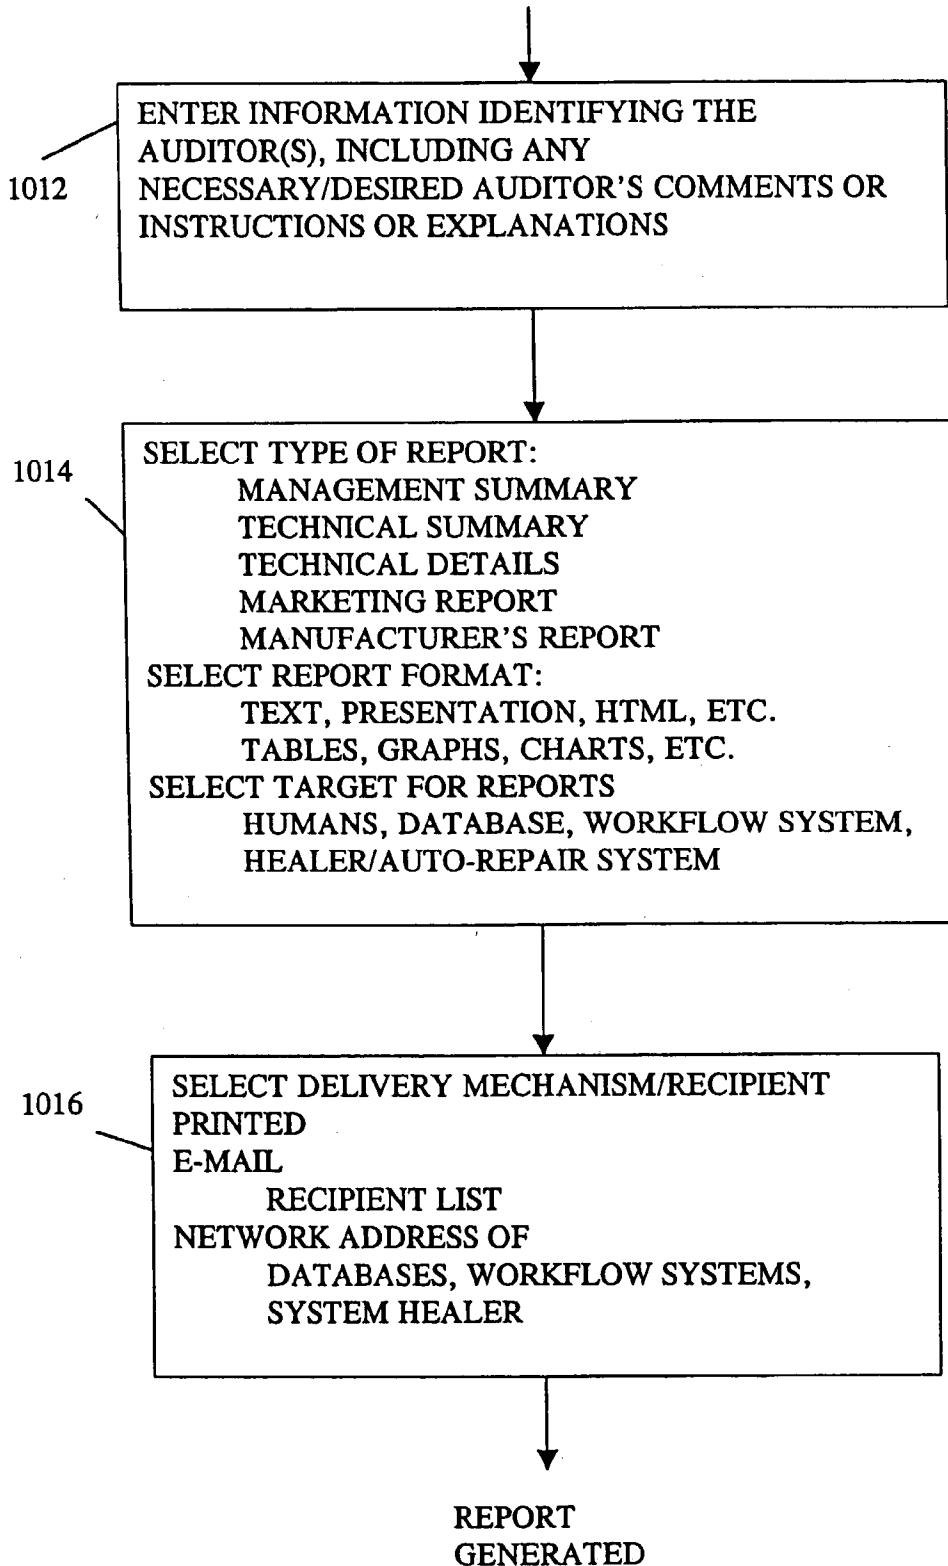 ENTER INFORMATION IDENTIFYING THE
AUDITOR(S), INCLUDING ANY
NECESSARY/DESIRED AUDITOR'S COMMENTS OR
INSTRUCTIONS OR EXPLANATIONS
1012
1014
SELECT TYPE OF REPORT:
MANAGEMENT SUMMARY
TECHNICAL SUMMARY
TECHNICAL DETAILS
MARKETING REPORT
MANUFACTURER'S REPORT
SELECT REPORT FORMAT:
TEXT, PRESENTATION, HTML, ETC.
TABLES, GRAPHS, CHARTS, ETC.
SELECT TARGET FOR REPORTS
HUMANS, DATABASE, WORKFLOW SYSTEM,
HEALER/AUTO-REPAIR SYSTEM
1016
SELECT DELIVERY MECHANISM/RECIPIENT
PRINTED
E-MAIL
RECIPIENT LIST
NETWORK ADDRESS OF
DATABASES, WORKFLOW SYSTEMS,
SYSTEM HEALER
REPORT
GENERATED